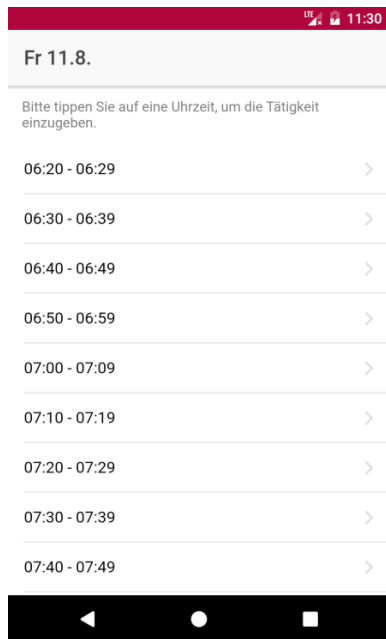 LTE 11:30
Fr 11.8.
Bitte tippen Sie auf eine Uhrzeit, um die Tätigkeit
einzugeben.
06:20 - 06:29
06:30 - 06:39
06:40 - 06:49
06:50 - 06:59
07:00 - 07:09
07:10 - 07:19
07:20 - 07:29
07:30 - 07:39
07:40 - 07:49